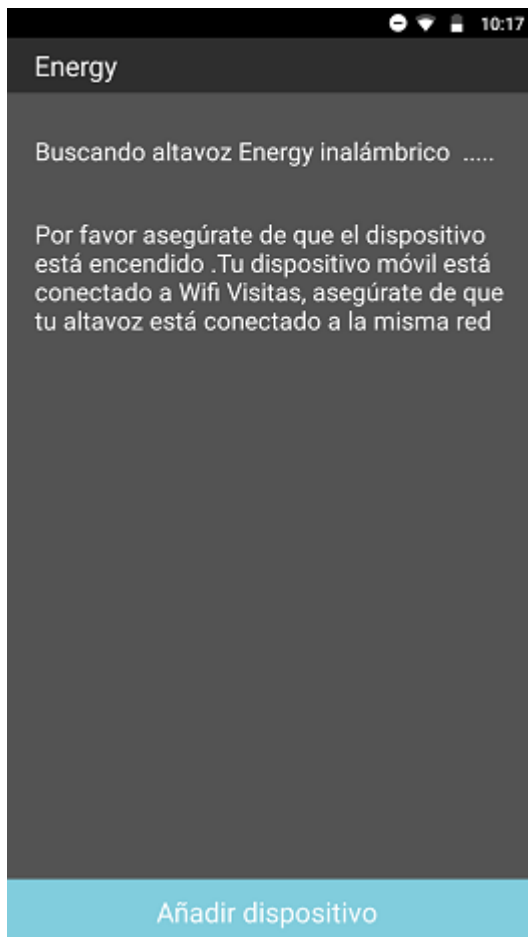 10:17
Energy
Buscando altavoz Energy inalámbrico .....
Por favor asegúrate de que el dispositivo
está encendido .Tu dispositivo móvil está
conectado a Wifi Visitas, asegúrate de que
tu altavoz está conectado a la misma red
Añadir dispositivo